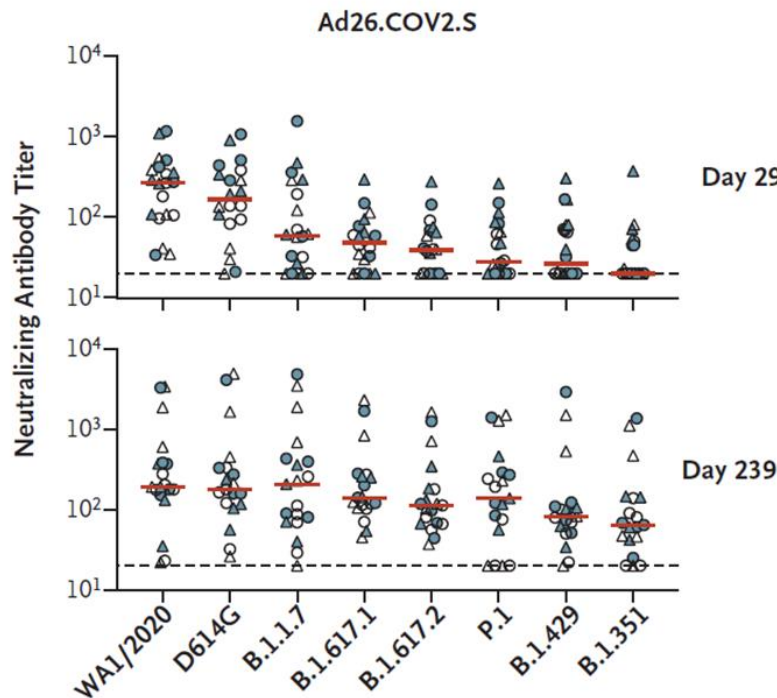 Ad26.COV2.S
Neutralizing Antibody Titer
10⁴
10³
10²
10¹
Day 29
10⁴
10³
10²
10¹
Day 239
WA1/2020
D614G
B.1.1.7
B.1.617.1
B.1.617.2
P.1
B.1.429
B.1.351